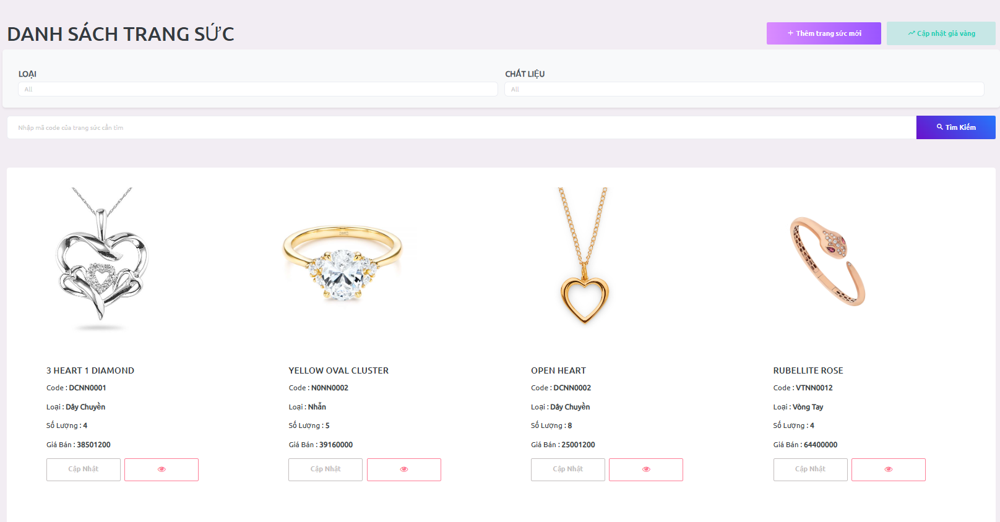 DANH SÁCH TRANG SỨC
+ Thêm trang sức mới
Cập nhật giá vàng
LOẠI
CHẤT LIỆU
All
All
Nhập mã code của trang sức cần tìm
Tìm Kiếm
3 HEART 1 DIAMOND
Code : DCNN0001
Loại : Dây Chuyền
Số Lượng : 4
Giá Bán : 38501200
Cập Nhật
YELLOW OVAL CLUSTER
Code : N0NN0002
Loại : Nhẫn
Số Lượng : 5
Giá Bán : 39160000
Cập Nhật
OPEN HEART
Code : DCNN0002
Loại : Dây Chuyền
Số Lượng : 8
Giá Bán : 25001200
Cập Nhật
RUBELLITE ROSE
Code : VTNN0012
Loại : Vòng Tay
Số Lượng : 4
Giá Bán : 64400000
Cập Nhật